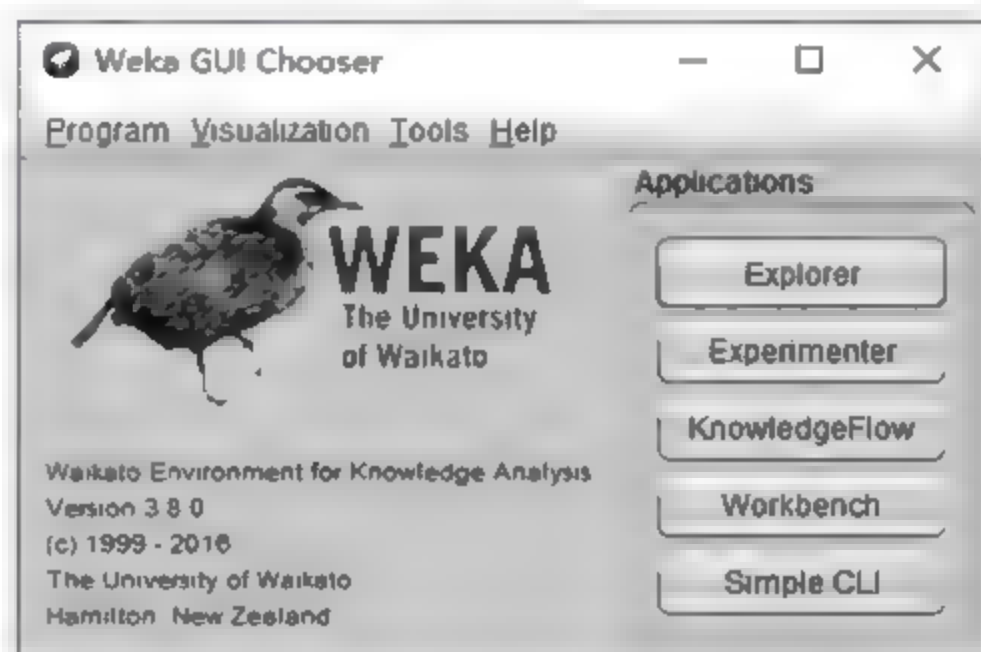 Weka GUI Chooser
Program Visualization Tools Help
WEKA
The University
of Waikato
Waikato Environment for Knowledge Analysis
Version 3.8.0
(c) 1999 - 2016
The University of Waikato
Hamilton, New Zealand
Applications
Explorer
Experimenter
KnowledgeFlow
Workbench
Simple CLI